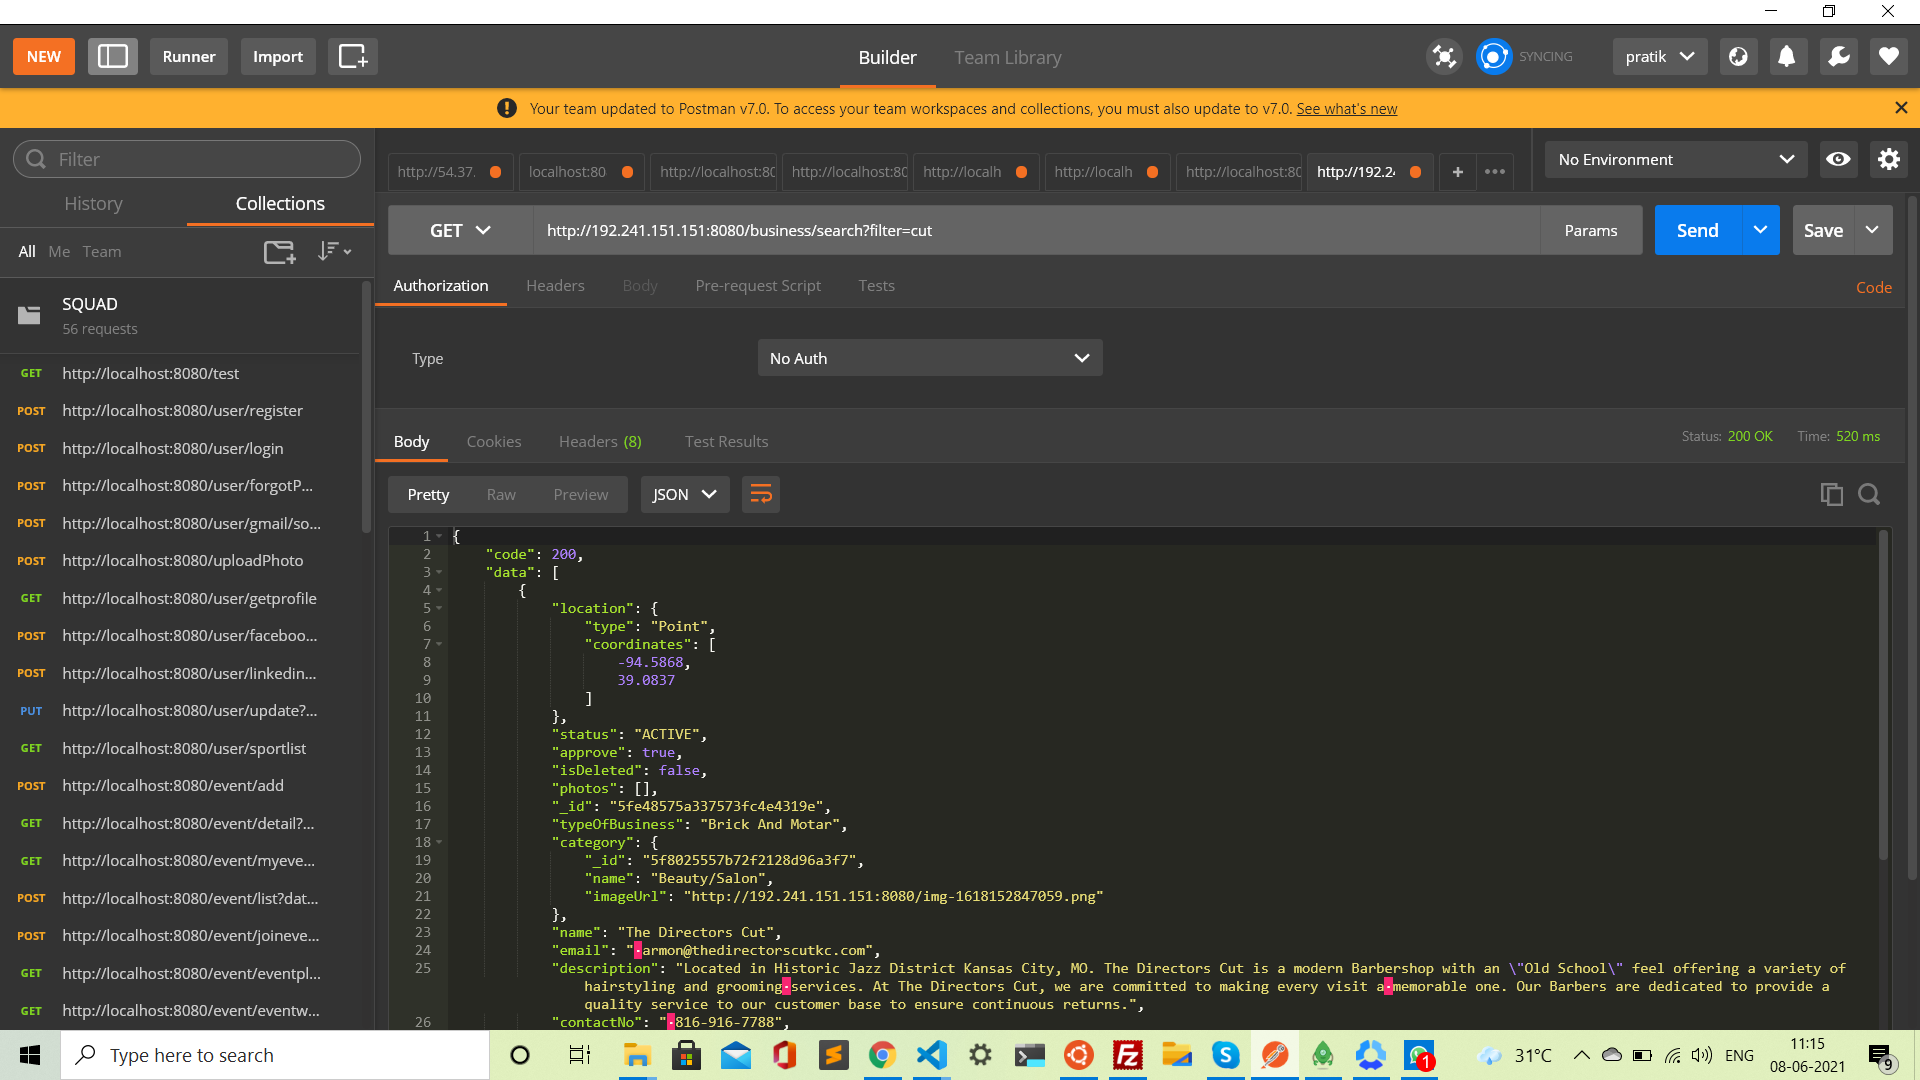 NEW
Runner
Import
Builder
Team Library
SYNCING
pratik
Your team updated to Postman v7.0. To access your team workspaces and collections, you must also update to v7.0. See what's new
Filter
History
Collections
All Me Team
SQUAD
56 requests
GET http://localhost:8080/test
POST http://localhost:8080/user/register
POST http://localhost:8080/user/login
POST http://localhost:8080/user/forgotP...
POST http://localhost:8080/user/gmail/so...
POST http://localhost:8080/uploadPhoto
GET http://localhost:8080/user/getprofile
POST http://localhost:8080/user/faceboo...
POST http://localhost:8080/user/linkedin...
PUT http://localhost:8080/user/update?...
GET http://localhost:8080/user/sportlist
POST http://localhost:8080/event/add
GET http://localhost:8080/event/detail?...
GET http://localhost:8080/event/myeve...
POST http://localhost:8080/event/list?dat...
POST http://localhost:8080/event/joineve...
GET http://localhost:8080/event/eventpl...
GET http://localhost:8080/event/eventw...
http://54.37. localhost:80 http://localhost:80 http://localhost:80 http://localh http://localh http://localhost:80 http://192.24 + •••
No Environment
GET http://192.241.151.151:8080/business/search?filter=cut Params Send Save
Authorization Headers Body Pre-request Script Tests Code
Type No Auth
Body Cookies Headers (8) Test Results Status: 200 OK Time: 520 ms
Pretty Raw Preview JSON
1 {
2 "code": 200,
3 "data": [
4 {
5 "location": {
6 "type": "Point",
7 "coordinates": [
8 -94.5868,
9 39.0837
10 ]
11 },
12 "status": "ACTIVE",
13 "approve": true,
14 "isDeleted": false,
15 "photos": [],
16 "_id": "5fe48575a337573fc4e4319e",
17 "typeOfBusiness": "Brick And Motar",
18 "category": {
19 "_id": "5f8025557b72f2128d96a3f7",
20 "name": "Beauty/Salon",
21 "imageUrl": "http://192.241.151.151:8080/img-1618152847059.png"
22 },
23 "name": "The Directors Cut",
24 "email": "·armon@thedirectorscutkc.com",
25 "description": "Located in Historic Jazz District Kansas City, MO. The Directors Cut is a modern Barbershop with an \"Old School\" feel offering a variety of
hairstyling and grooming·services. At The Directors Cut, we are committed to making every visit a·memorable one. Our Barbers are dedicated to provide a
quality service to our customer base to ensure continuous returns.",
26 "contactNo": "·816-916-7788",
Type here to search
1
31°C
ENG
11:15
08-06-2021
9